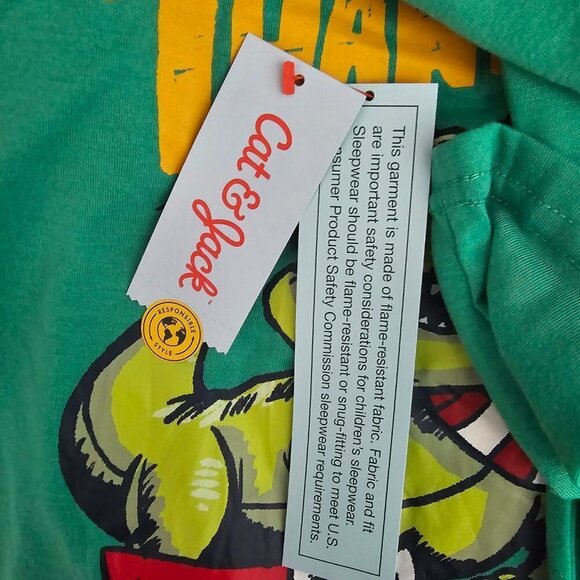 Cat & Jack
RESPONSIBLE
STYLE
This garment is made of flame-resistant fabric. Fabric and fit
are important safety considerations for children's sleepwear.
Sleepwear should be flame-resistant or snug-fitting to meet U.S.
Product Safety Commission sleepwear requirements.